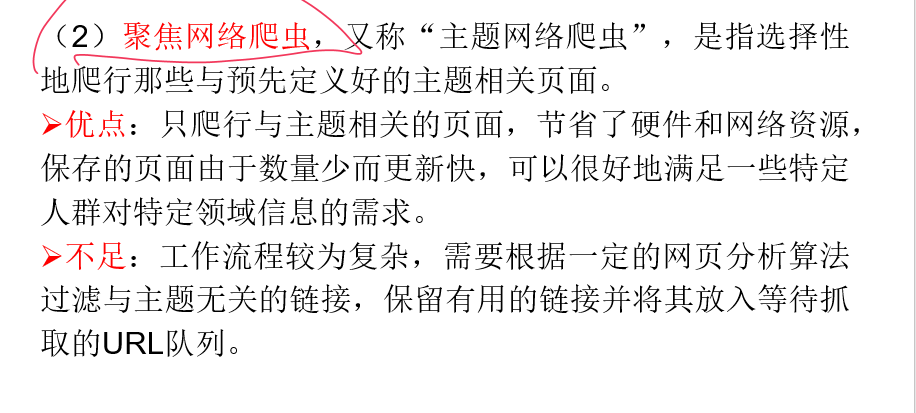 （2）聚焦网络爬虫，又称“主题网络爬虫”，是指选择性
地爬行那些与预先定义好的主题相关页面。
➢优点：只爬行与主题相关的页面，节省了硬件和网络资源，
保存的页面由于数量少而更新快，可以很好地满足一些特定
人群对特定领域信息的需求。
➢不足：工作流程较为复杂，需要根据一定的网页分析算法
过滤与主题无关的链接，保留有用的链接并将其放入等待抓
取的URL队列。